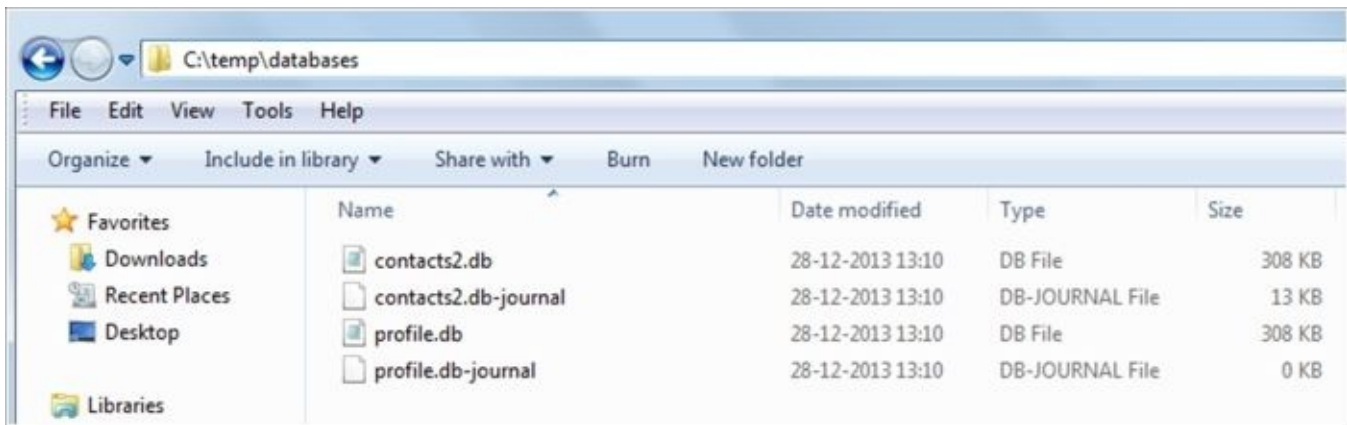 C:\temp\databases
File Edit View Tools Help
Organize Include in library Share with Burn New folder
Favorites
Downloads
Recent Places
Desktop
Libraries
Name Date modified Type Size
contacts2.db 28-12-2013 13:10 DB File 308 KB
contacts2.db-journal 28-12-2013 13:10 DB-JOURNAL File 13 KB
profile.db 28-12-2013 13:10 DB File 308 KB
profile.db-journal 28-12-2013 13:10 DB-JOURNAL File 0 KB